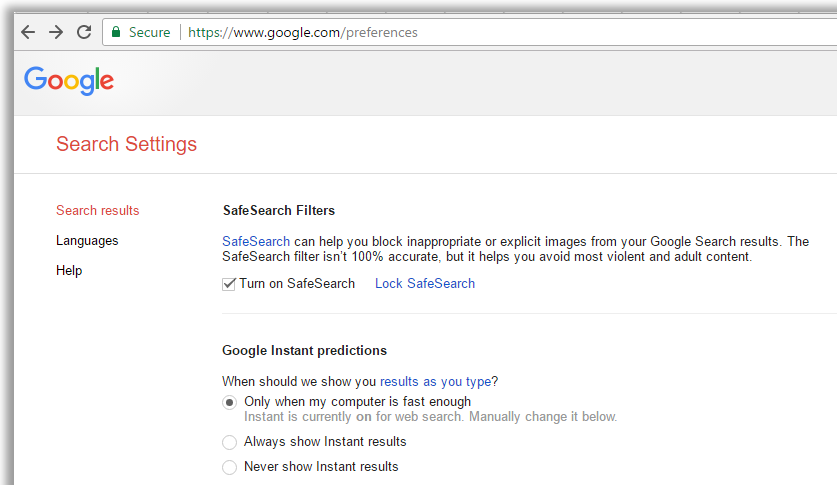 Secure https://www.google.com/preferences
Google
Search Settings
Search results
Languages
Help
SafeSearch Filters
SafeSearch can help you block inappropriate or explicit images from your Google Search results. The
SafeSearch filter isn't 100% accurate, but it helps you avoid most violent and adult content.
Turn on SafeSearch Lock SafeSearch
Google Instant predictions
When should we show you results as you type?
Only when my computer is fast enough
Instant is currently on for web search. Manually change it below.
Always show Instant results
Never show Instant results